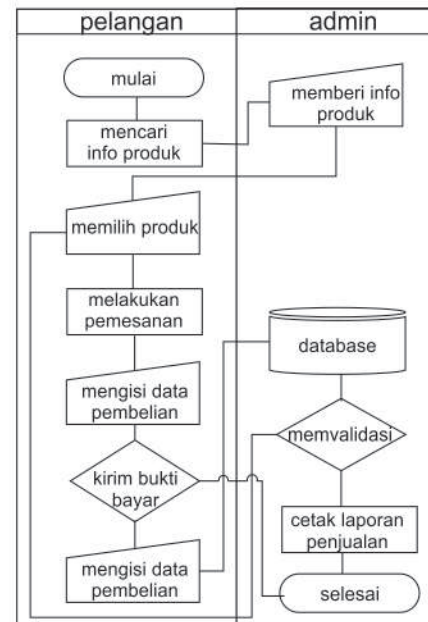 pelangan
admin
mulai
memberi info
produk
mencari
info produk
memilih produk
melakukan
pemesanan
database
mengisi data
pembelian
memvalidasi
kirim bukti
bayar
cetak laporan
penjualan
mengisi data
pembelian
selesai